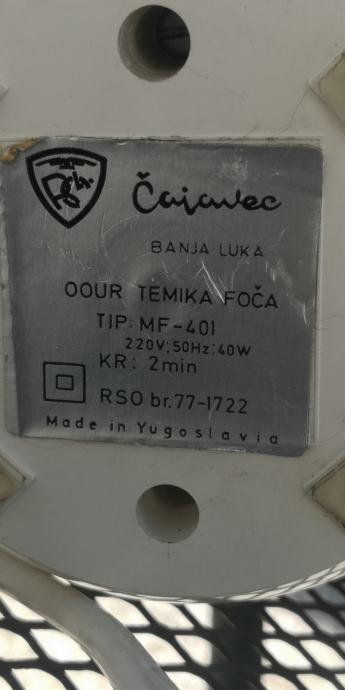 Čajavec
BANJA LUKA
OOUR TEMIKA FOČA
TIP: MF-401
220V; 50Hz; 40W
KR: 2min
RSO br. 77-1722
Made in Yugoslavia